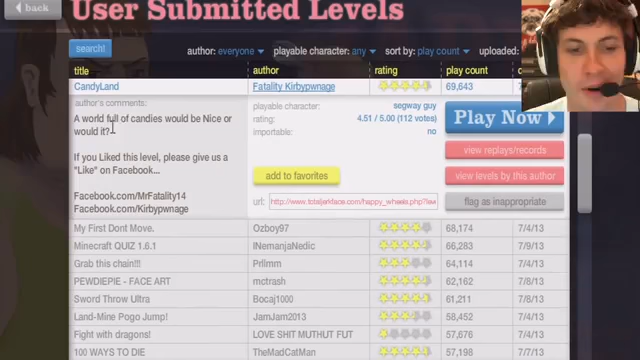 back
User Submitted Levels
search!
author: everyone playable character: any sort by: play count uploaded:
title author rating play count
CandyLand Fatality Kirbypwnage 69,643
author's comments:
A world full of candies would be Nice or
would it?
If you Liked this level, please give us a
"Like" on Facebook...
Facebook.com/MrFatality14
Facebook.com/Kirbypwnage
playable character: segway guy
rating: 4.51 / 5.00 (112 votes)
importable: no
add to favorites
url: http://www.totaljerkface.com/happy_wheels.php?lev
Play Now
view replays/records
view levels by this author
flag as inappropriate
My First Dont Move. Ozboy97 68,174 7/4/13
Minecraft QUIZ 1.6.1 INemanjaNedic 66,283 7/9/13
Grab this chain!!! Prlimm 64,114 7/4/13
PEWDIEPIE - FACE ART mctrash 62,162 7/8/13
Sword Throw Ultra Bocaj1000 61,211 7/8/13
Land-Mine Pogo Jump! JamJam2013 58,452 7/4/13
Fight with dragons! LOVE SHIT MUTHUT FUT 57,676 7/4/13
100 WAYS TO DIE TheMadCatMan 57,198 7/7/13